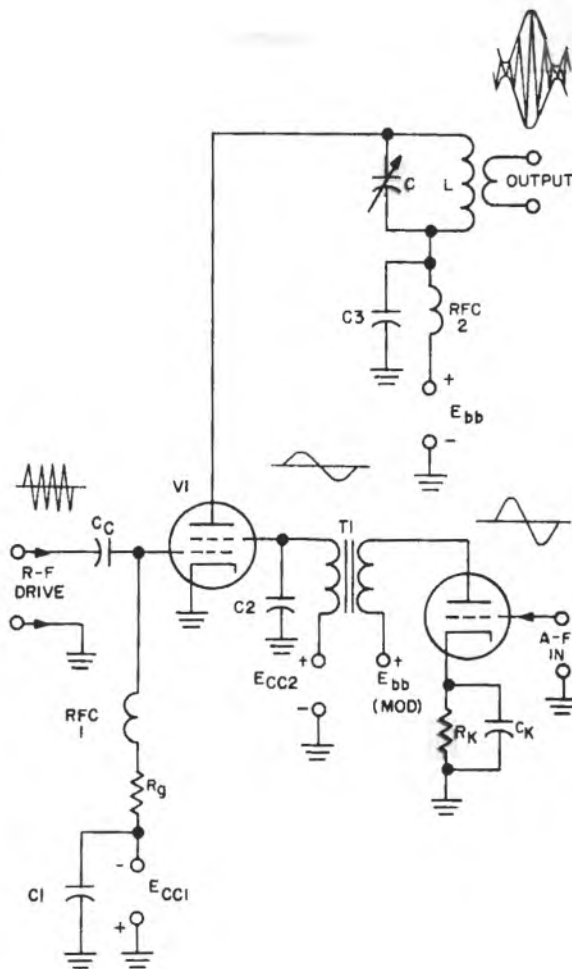 C
L
OUTPUT
C3
RFC
2
+
Ebb
-
V1
T1
CC
R-F
DRIVE
C2
A-F
IN
+
ECC2
-
+
Ebb
(MOD)
RK
CK
RFC
1
Rg
C1
-
ECC1
+